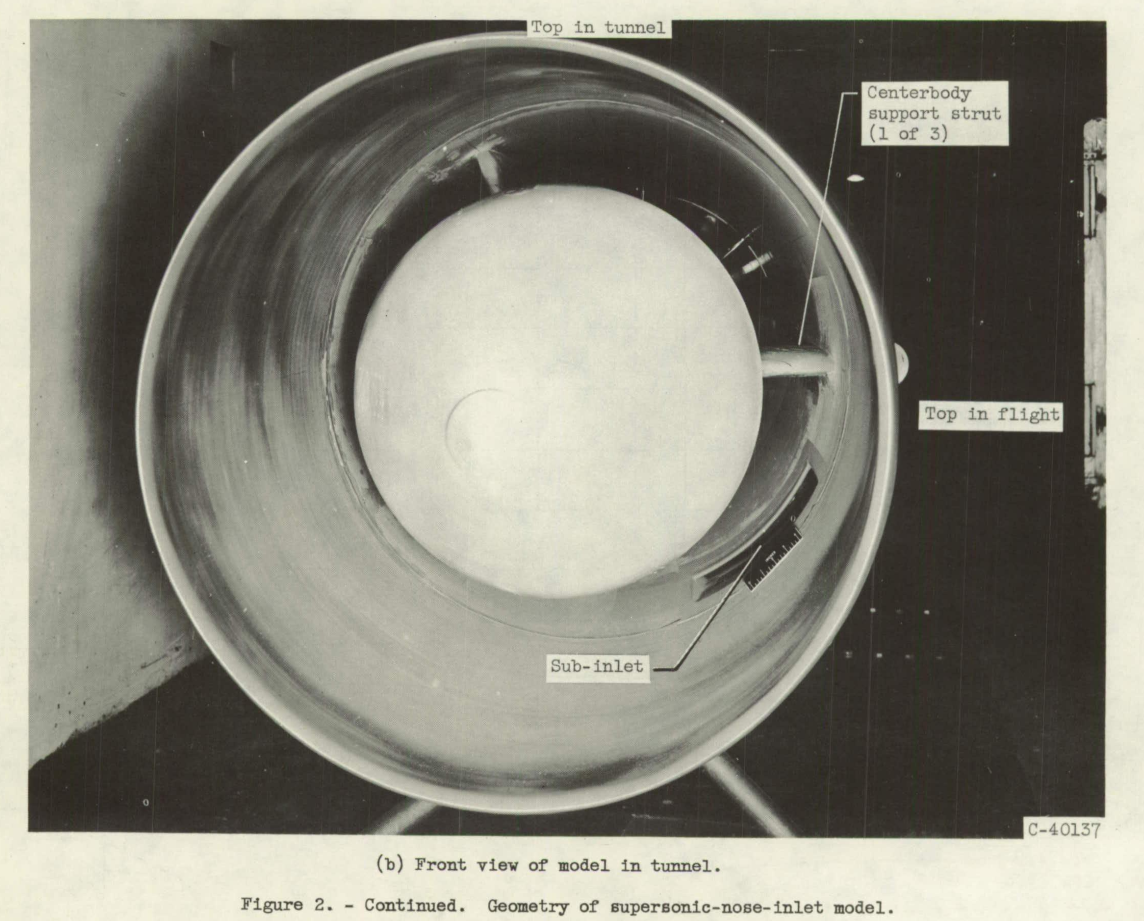 Top in tunnel
Centerbody
support strut
(1 of 3)
Top in flight
Sub-inlet
C-40137
(b) Front view of model in tunnel.
Figure 2. - Continued. Geometry of supersonic-nose-inlet model.